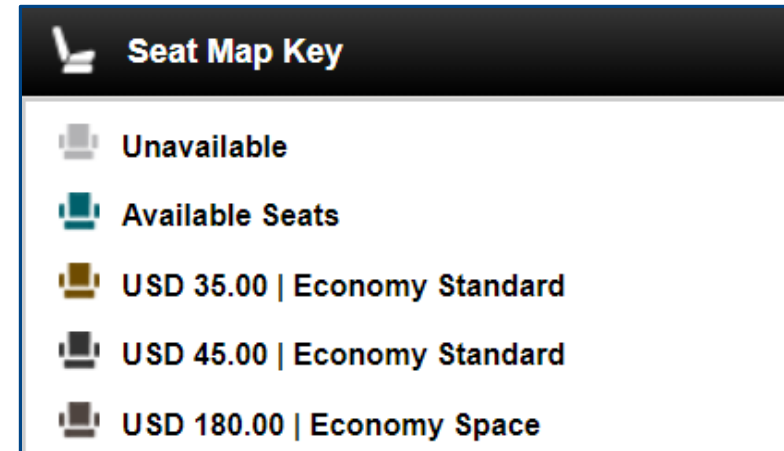 Seat Map Key
Unavailable
Available Seats
USD 35.00 | Economy Standard
USD 45.00 | Economy Standard
USD 180.00 | Economy Space